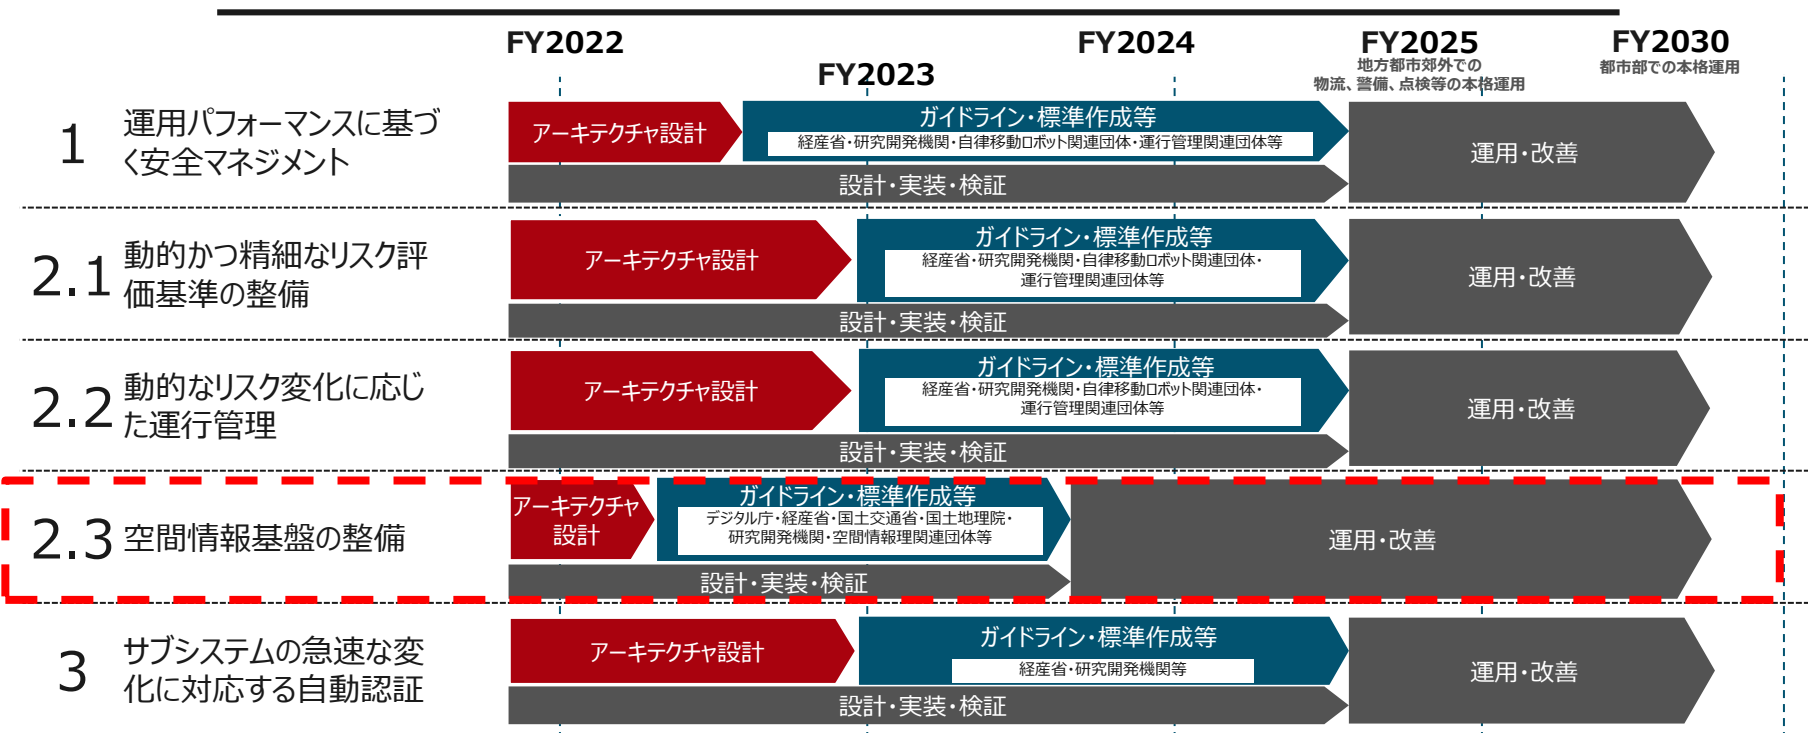 FY2022
FY2023
FY2024
FY2025
地方都市郊外での
物流、警備、点検等の本格運用
FY2030
都市部での本格運用
1
運用パフォーマンスに基づ
く安全マネジメント
アーキテクチャ設計
ガイドライン・標準作成等
経産省・研究開発機関・自律移動ロボット関連団体・運行管理関連団体等
設計・実装・検証
運用・改善
2.1
動的かつ精細なリスク評
価基準の整備
アーキテクチャ設計
ガイドライン・標準作成等
経産省・研究開発機関・自律移動ロボット関連団体・
運行管理関連団体等
設計・実装・検証
運用・改善
2.2
動的なリスク変化に応じ
た運行管理
アーキテクチャ設計
ガイドライン・標準作成等
経産省・研究開発機関・自律移動ロボット関連団体・
運行管理関連団体等
設計・実装・検証
運用・改善
2.3
空間情報基盤の整備
アーキテクチャ
設計
ガイドライン・標準作成等
デジタル庁・経産省・国土交通省・国土地理院・
研究開発機関・空間情報理関連団体等
設計・実装・検証
運用・改善
3
サブシステムの急速な変
化に対応する自動認証
アーキテクチャ設計
ガイドライン・標準作成等
経産省・研究開発機関等
設計・実装・検証
運用・改善